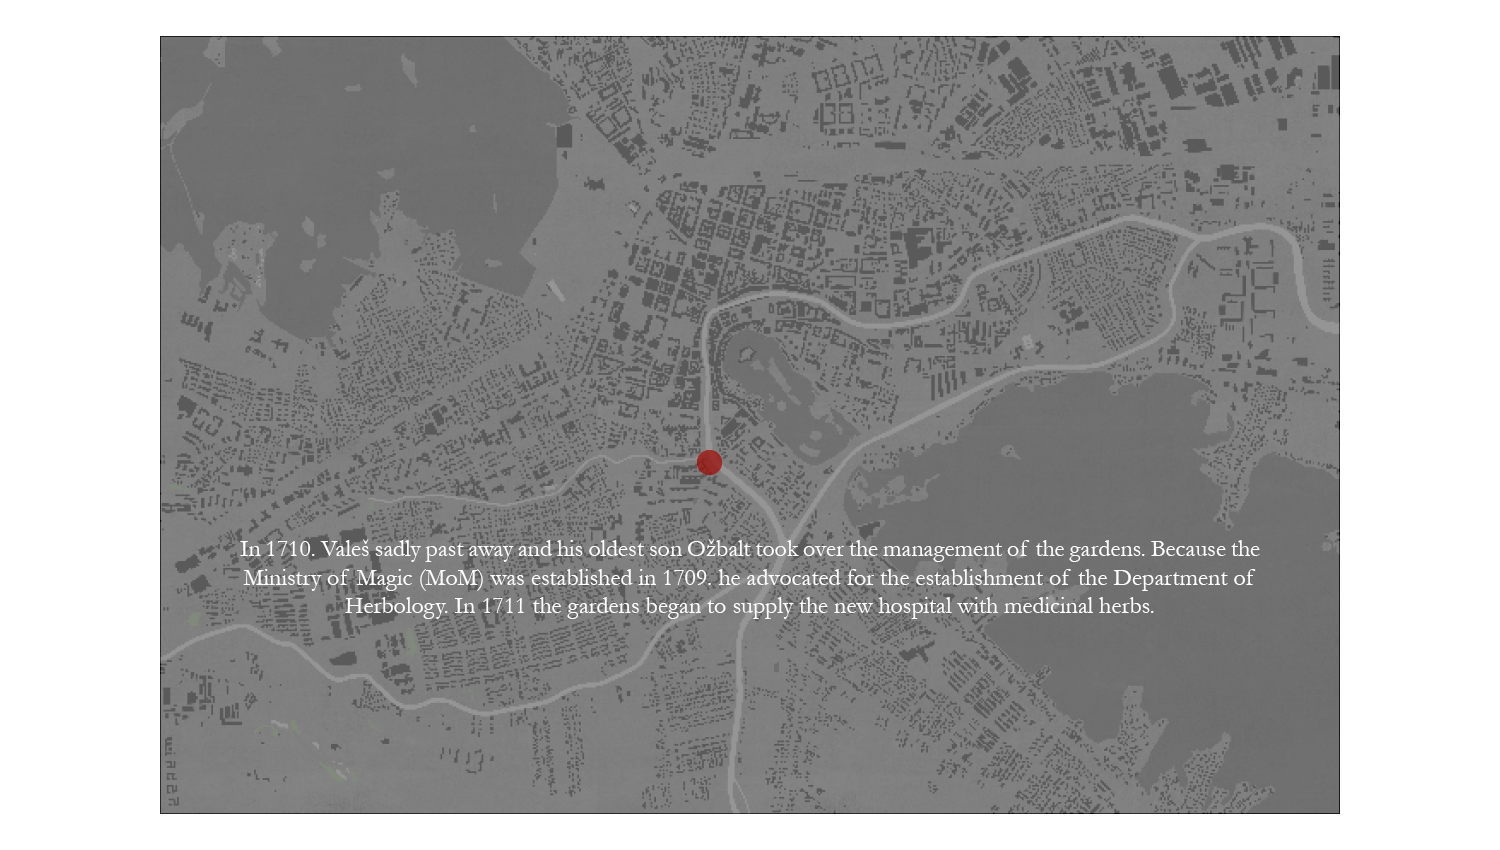 In 1710. Valeš sadly past away and his oldest son Ožbalt took over the management of the gardens. Because the
Ministry of Magic (MoM) was established in 1709. he advocated for the establishment of the Department of
Herbology. In 1711 the gardens began to supply the new hospital with medicinal herbs.